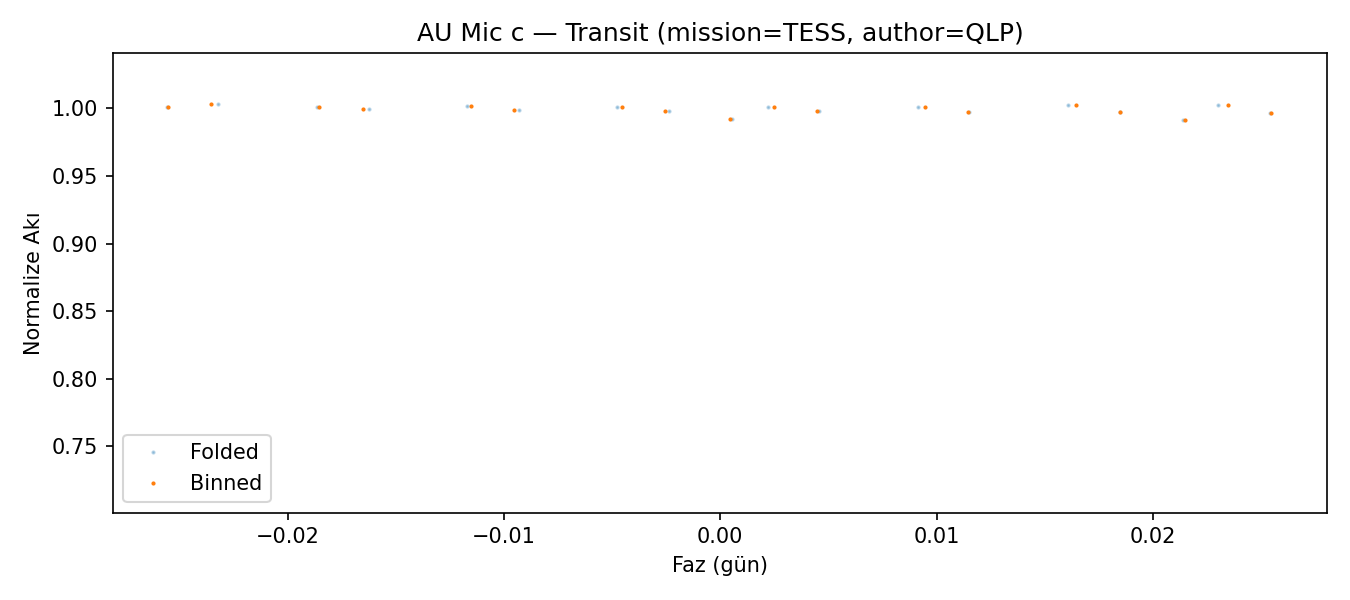 AU Mic c — Transit (mission=TESS, author=QLP)
1.00
0.95
0.90
0.85
0.80
0.75
Normalize Akı
Folded
Binned
−0.02
−0.01
0.00
0.01
0.02
Faz (gün)